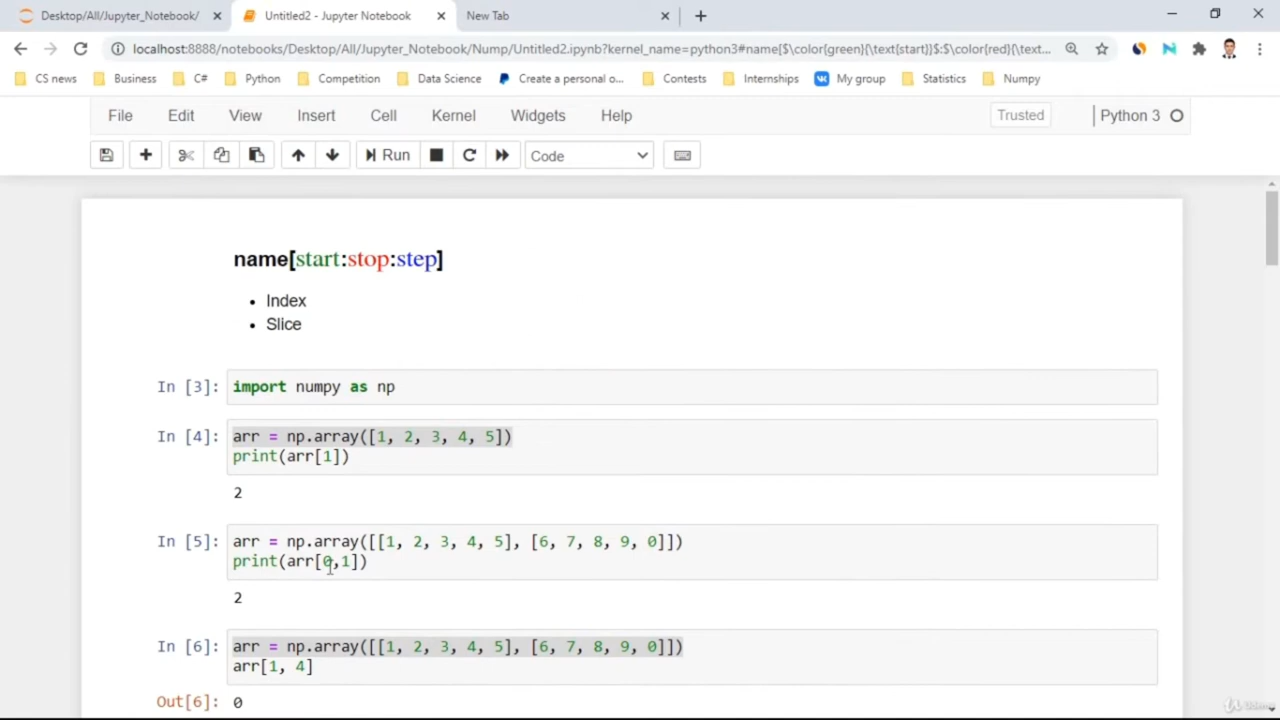 Desktop/All/Jupyter_Notebook/
Untitled2 - Jupyter Notebook
New Tab
localhost:8888/notebooks/Desktop/All/Jupyter_Notebook/Nump/Untitled2.ipynb?kernel_name=python3#name[$\color{green}{\text{start}}$:$\color{red}{\text{...
CS news
Business
C#
Python
Competition
Data Science
Create a personal o...
Contests
Internships
My group
Statistics
Numpy
File Edit View Insert Cell Kernel Widgets Help
Trusted
Python 3
Run
Code
name[start:stop:step]
• Index
• Slice
In [3]: import numpy as np
In [4]: arr = np.array([1, 2, 3, 4, 5])
print(arr[1])
2
In [5]: arr = np.array([[1, 2, 3, 4, 5], [6, 7, 8, 9, 0]])
print(arr[0,1])
2
In [6]: arr = np.array([[1, 2, 3, 4, 5], [6, 7, 8, 9, 0]])
arr[1, 4]
Out[6]: 0
Udemy